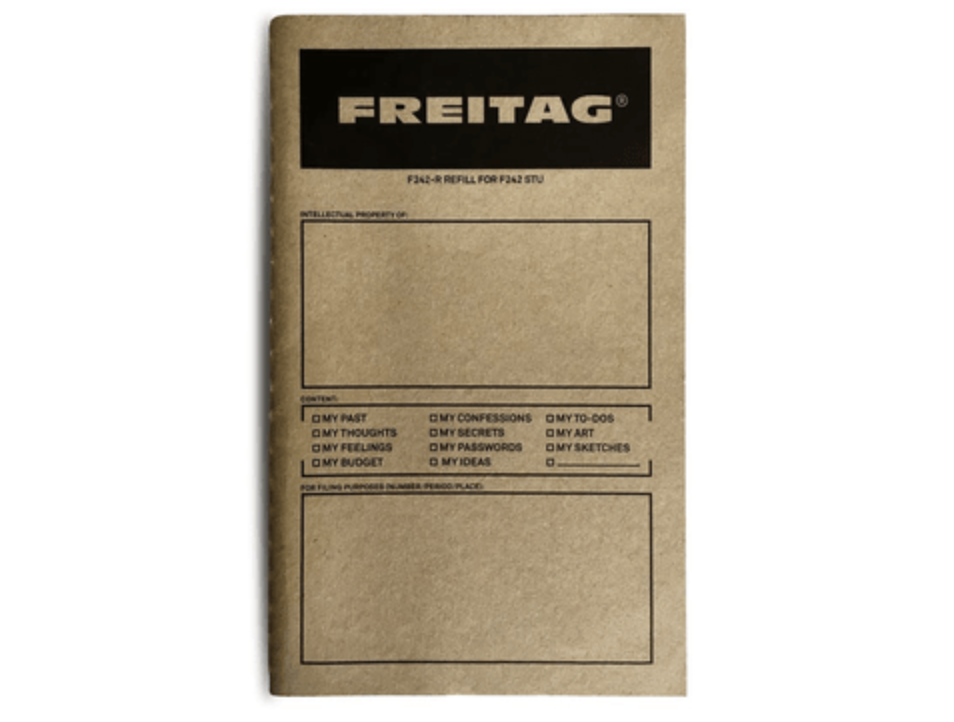 FREITAG®
F242-R REFILL FOR F242 STU
INTELLECTUAL PROPERTY OF:
CONTENT:
MY PAST MY CONFESSIONS MY TO-DOS
MY THOUGHTS MY SECRETS MY ART
MY FEELINGS MY PASSWORDS MY SKETCHES
MY BUDGET MY IDEAS
FOR FILING PURPOSES (NUMBER/PERIOD/PLACE):